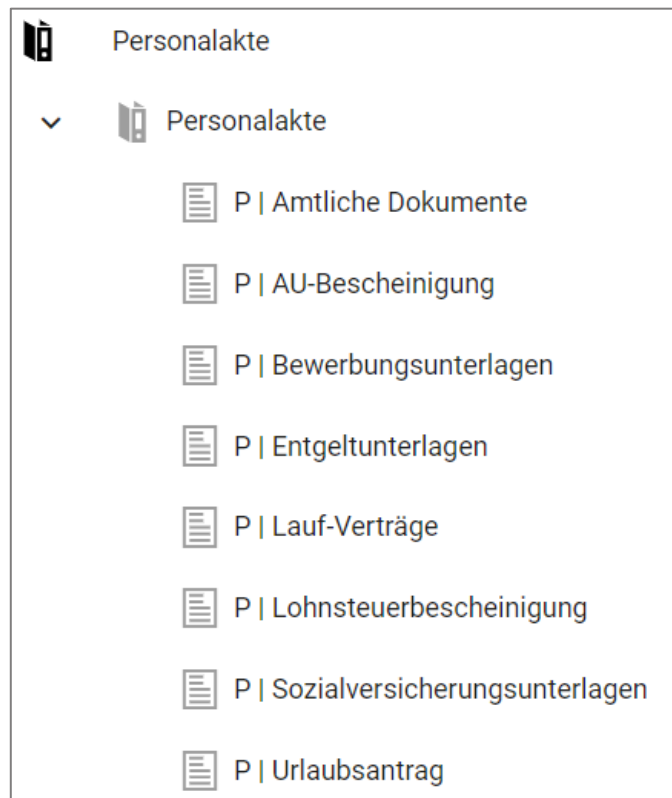 Personalakte
Personalakte
P | Amtliche Dokumente
P | AU-Bescheinigung
P | Bewerbungsunterlagen
P | Entgeltunterlagen
P | Lauf-Verträge
P | Lohnsteuerbescheinigung
P | Sozialversicherungsunterlagen
P | Urlaubsantrag